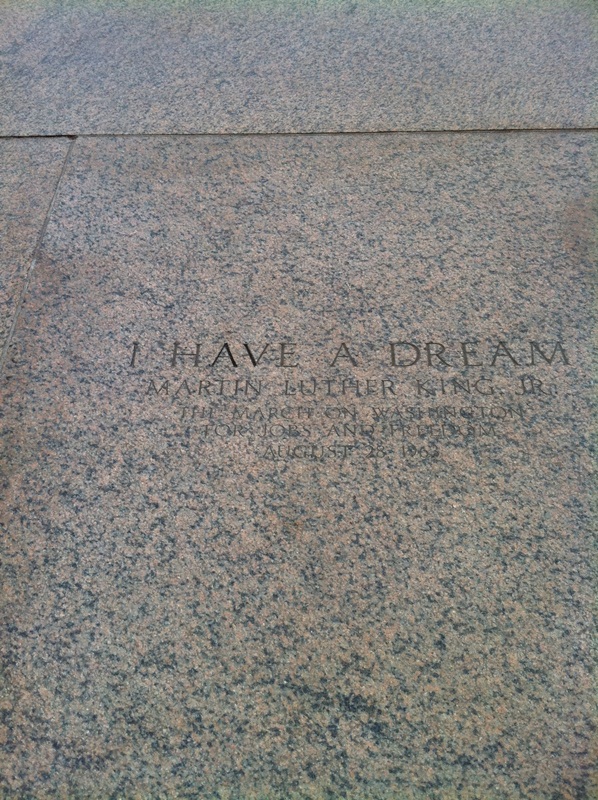 I HAVE A DREAM
MARTIN LUTHER KING, JR.
THE MARCH ON WASHINGTON
FOR JOBS AND FREEDOM
AUGUST 28, 1963